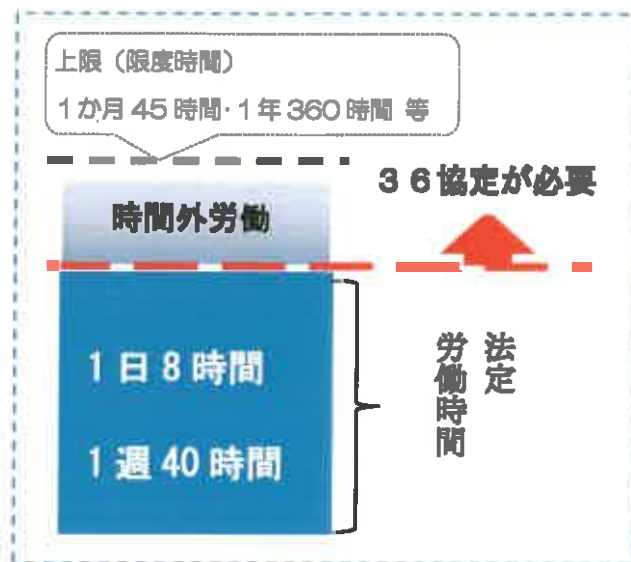 上限（限度時間）
１か月４５時間・１年３６０時間 等
３６協定が必要
時間外労働
１日８時間
１週40時間
法定
労働時間